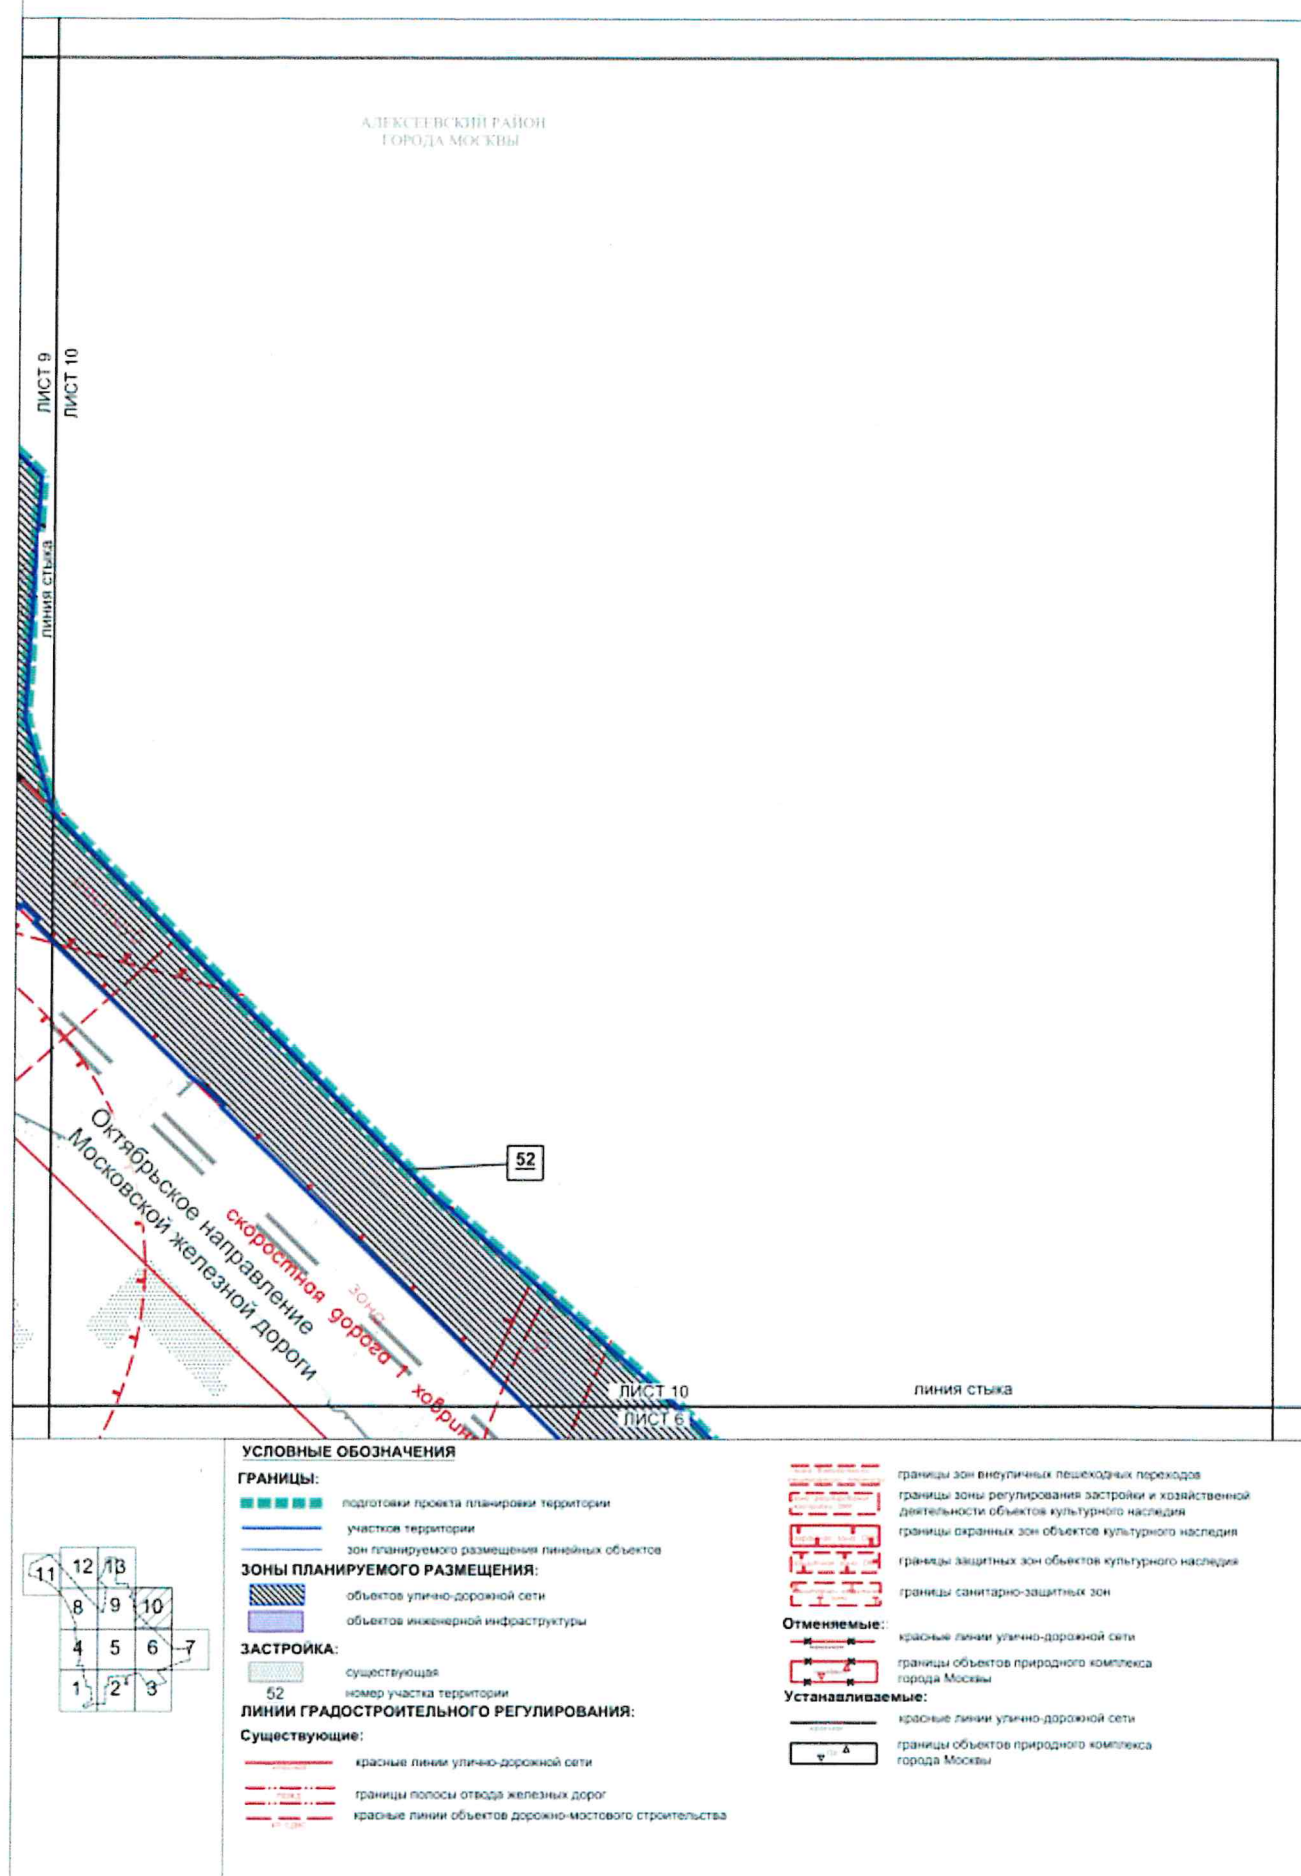 АЛЕКСЕЕВСКИЙ РАЙОН
ГОРОДА МОСКВЫ
ЛИСТ 9
ЛИСТ 10
линия стыка
52
Октябрьское направление
Московской железной дороги
скоростная дорога 1
зона
ЛИСТ 10
линия стыка
ЛИСТ 6
УСЛОВНЫЕ ОБОЗНАЧЕНИЯ
ГРАНИЦЫ:
подготовки проекта планировки территории
участков территории
зон планируемого размещения линейных объектов
ЗОНЫ ПЛАНИРУЕМОГО РАЗМЕЩЕНИЯ:
объектов улично-дорожной сети
объектов инженерной инфраструктуры
ЗАСТРОЙКА:
существующая
52 номер участка территории
ЛИНИИ ГРАДОСТРОИТЕЛЬНОГО РЕГУЛИРОВАНИЯ:
Существующие:
красные линии улично-дорожной сети
границы полосы отвода железных дорог
красные линии объектов дорожно-мостового строительства
границы зон внеуличных пешеходных переходов
границы зоны регулирования застройки и хозяйственной
деятельности объектов культурного наследия
границы охранных зон объектов культурного наследия
границы защитных зон объектов культурного наследия
границы санитарно-защитных зон
Отменяемые:
красные линии улично-дорожной сети
границы объектов природного комплекса
города Москвы
Устанавливаемые:
красные линии улично-дорожной сети
границы объектов природного комплекса
города Москвы
11 12 13
8 9 10
4 5 6 7
1 2 3